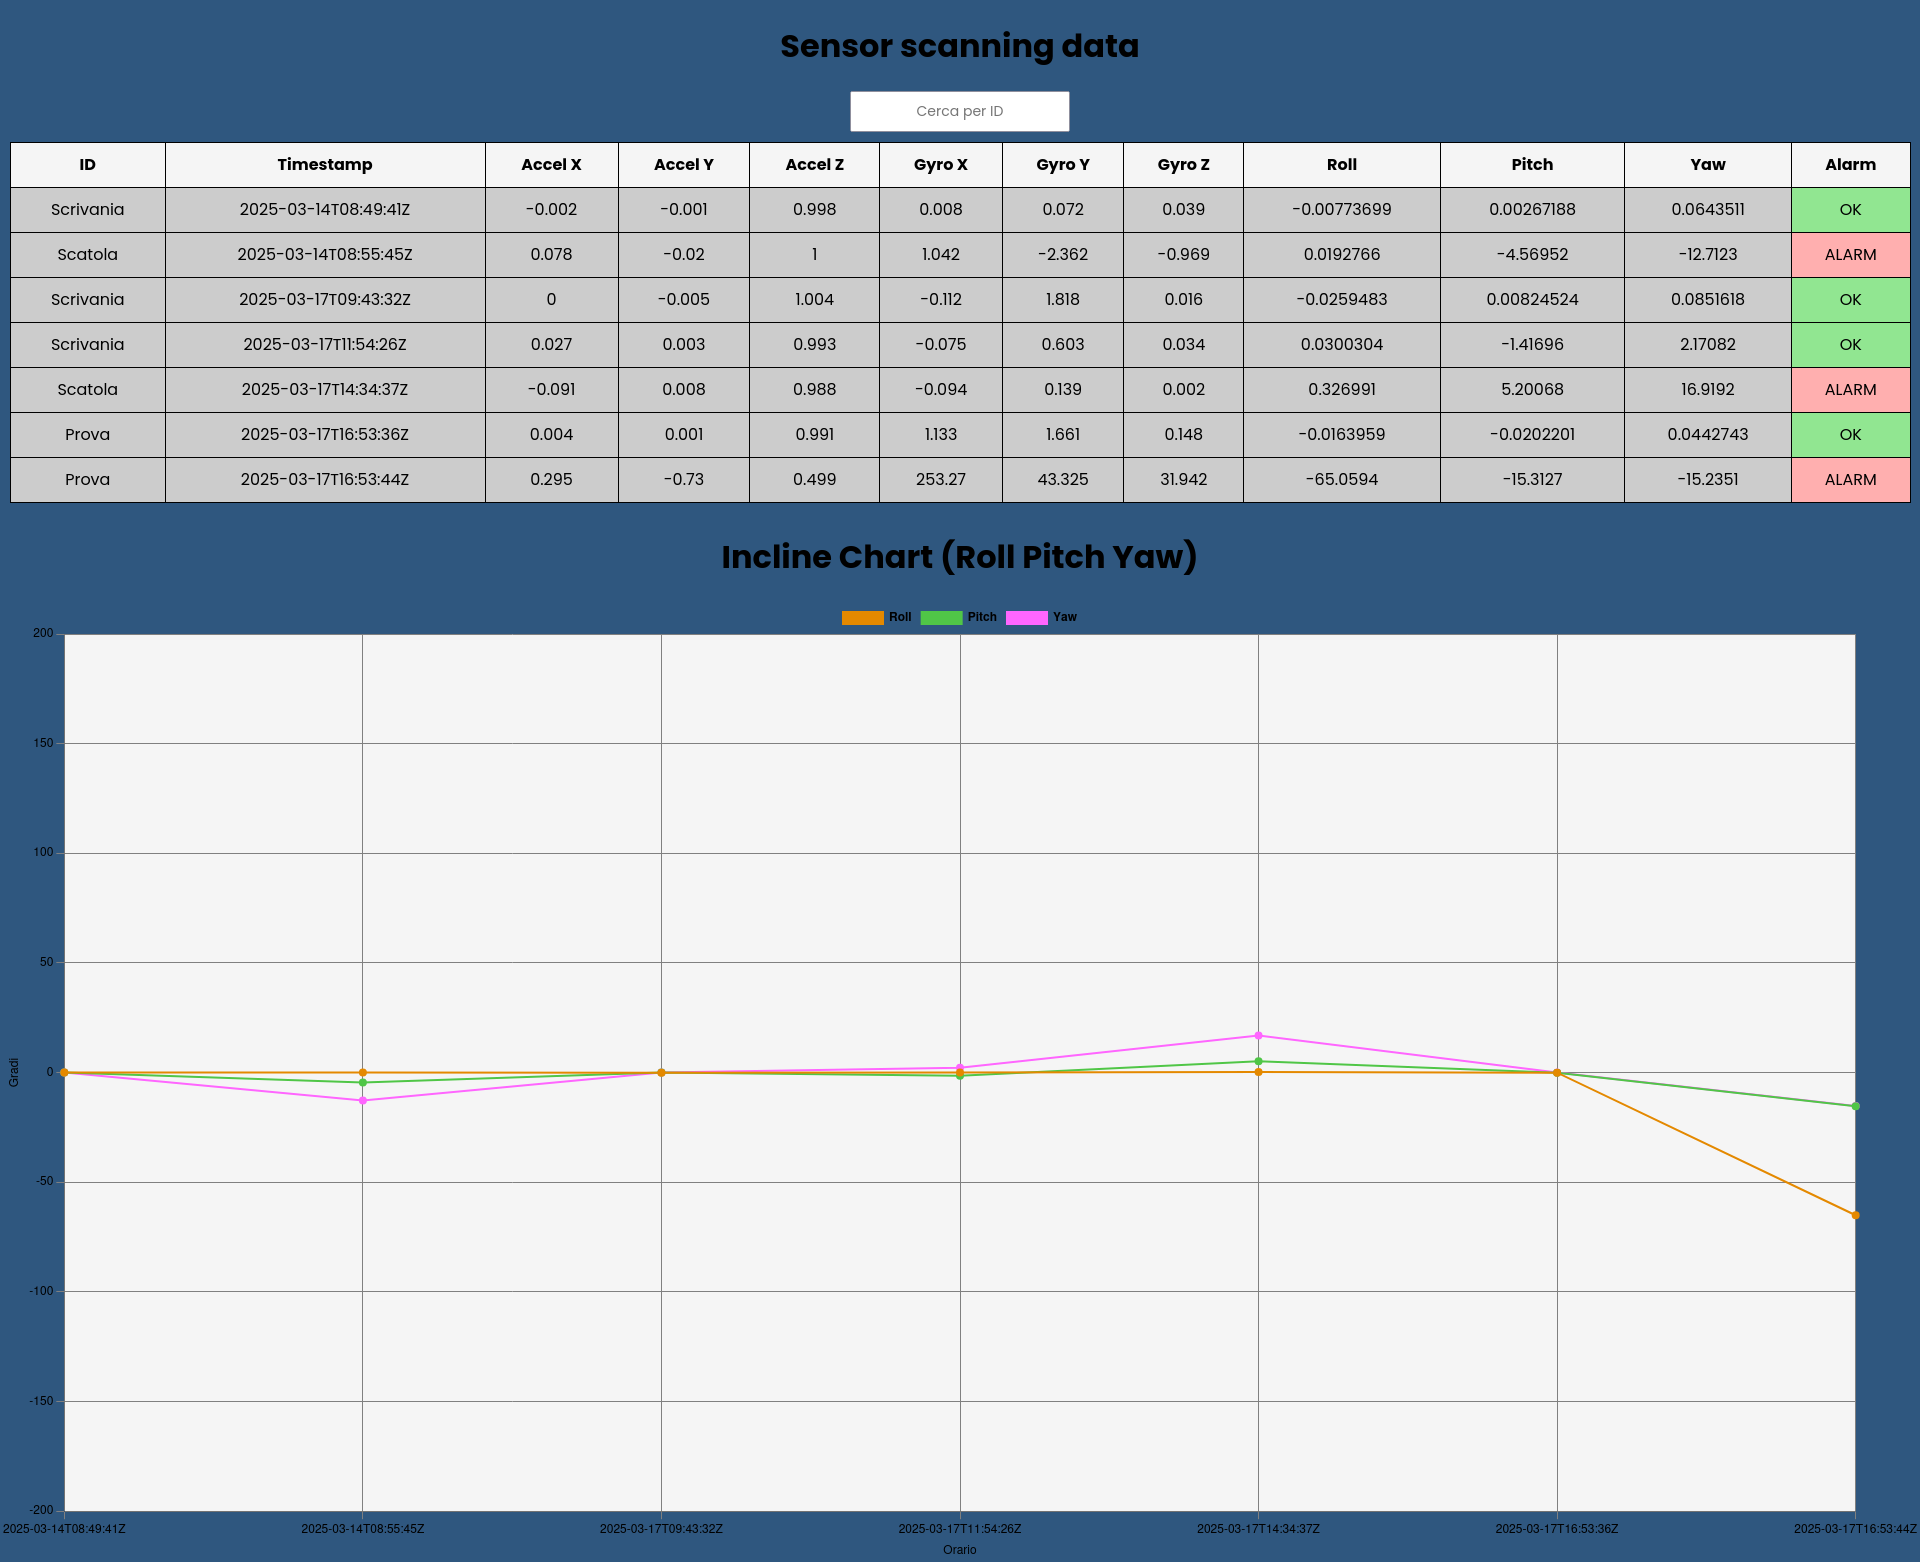 Sensor scanning data
Cerca per ID
ID Timestamp Accel X Accel Y Accel Z Gyro X Gyro Y Gyro Z Roll Pitch Yaw Alarm
Scrivania 2025-03-14T08:49:41Z -0.002 -0.001 0.998 0.008 0.072 0.039 -0.00773699 0.00267188 0.0643511 OK
Scatola 2025-03-14T08:55:45Z 0.078 -0.02 1 1.042 -2.362 -0.969 0.0192766 -4.56952 -12.7123 ALARM
Scrivania 2025-03-17T09:43:32Z 0 -0.005 1.004 -0.112 1.818 0.016 -0.0259483 0.00824524 0.0851618 OK
Scrivania 2025-03-17T11:54:26Z 0.027 0.003 0.993 -0.075 0.603 0.034 0.0300304 -1.41696 2.17082 OK
Scatola 2025-03-17T14:34:37Z -0.091 0.008 0.988 -0.094 0.139 0.002 0.326991 5.20068 16.9192 ALARM
Prova 2025-03-17T16:53:36Z 0.004 0.001 0.991 1.133 1.661 0.148 -0.0163959 -0.0202201 0.0442743 OK
Prova 2025-03-17T16:53:44Z 0.295 -0.73 0.499 253.27 43.325 31.942 -65.0594 -15.3127 -15.2351 ALARM
Incline Chart (Roll Pitch Yaw)
Roll Pitch Yaw
200
150
100
50
0
-50
-100
-150
-200
Gradi
2025-03-14T08:49:41Z 2025-03-14T08:55:45Z 2025-03-17T09:43:32Z 2025-03-17T11:54:26Z 2025-03-17T14:34:37Z 2025-03-17T16:53:36Z 2025-03-17T16:53:44Z
Orario